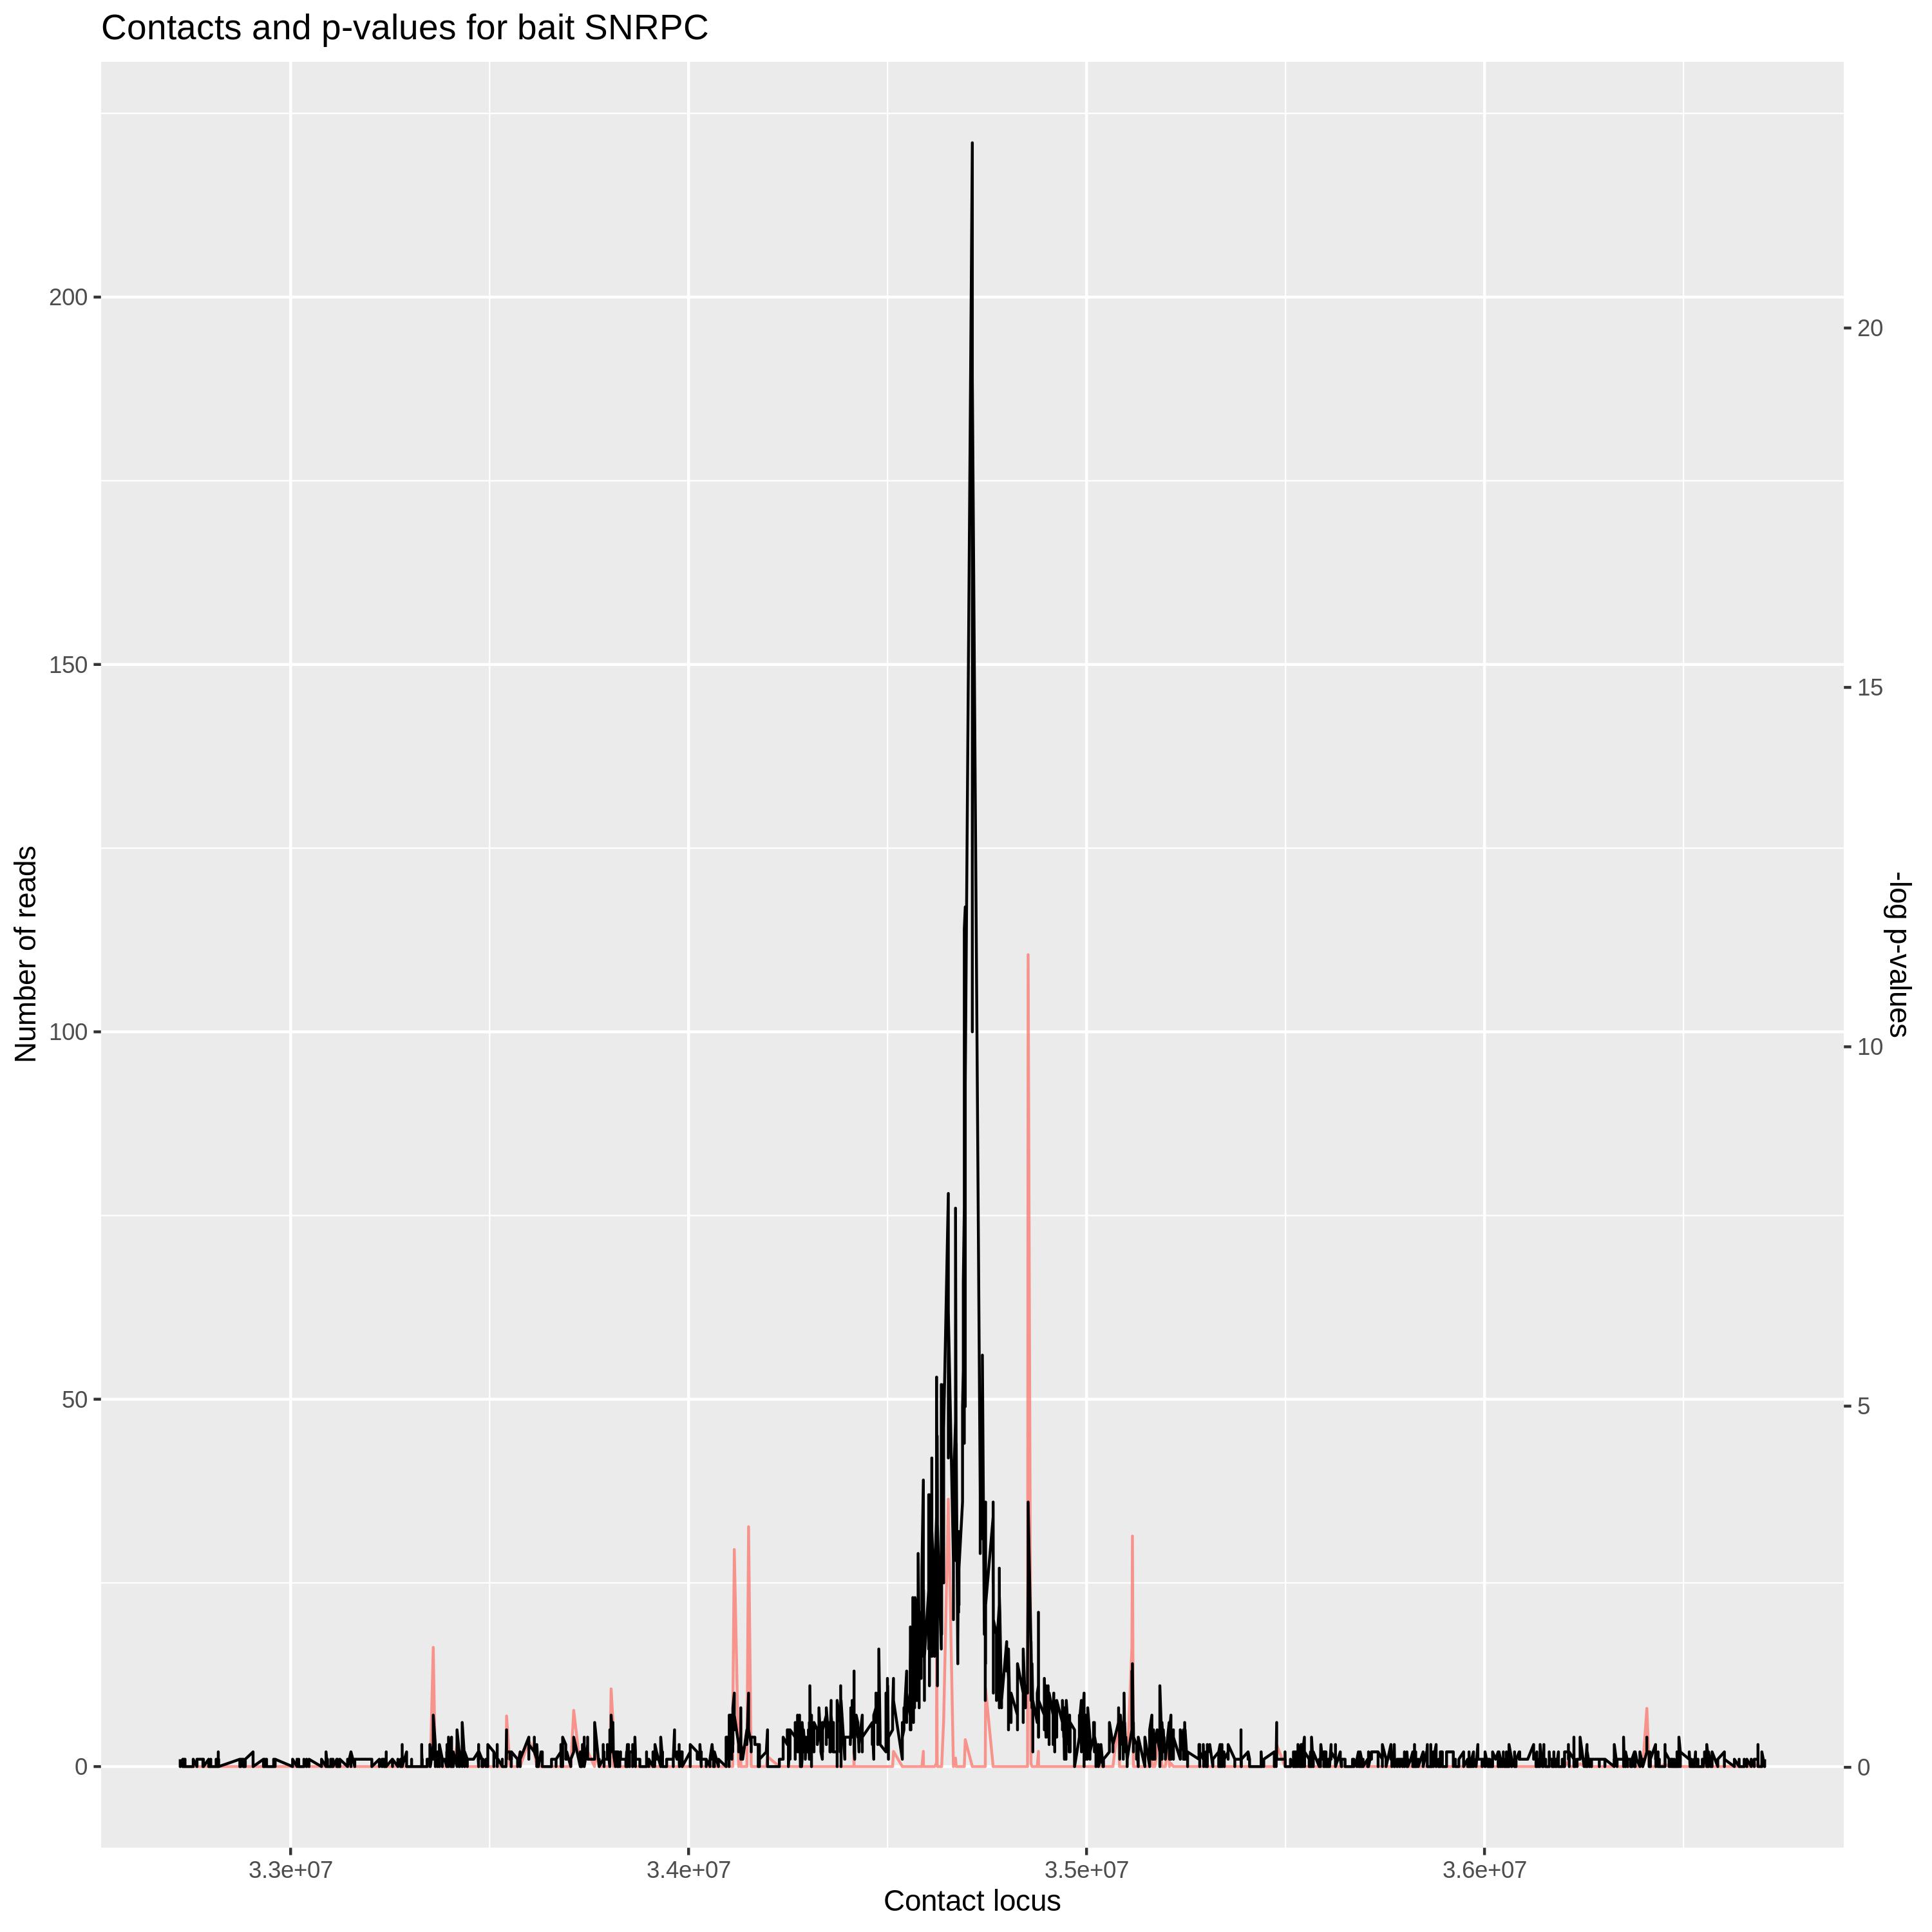 Contacts and p-values for bait SNRPC
Number of reads
200
150
100
50
0
20
15
10
5
0
-log p-values
3.3e+07
3.4e+07
3.5e+07
3.6e+07
Contact locus